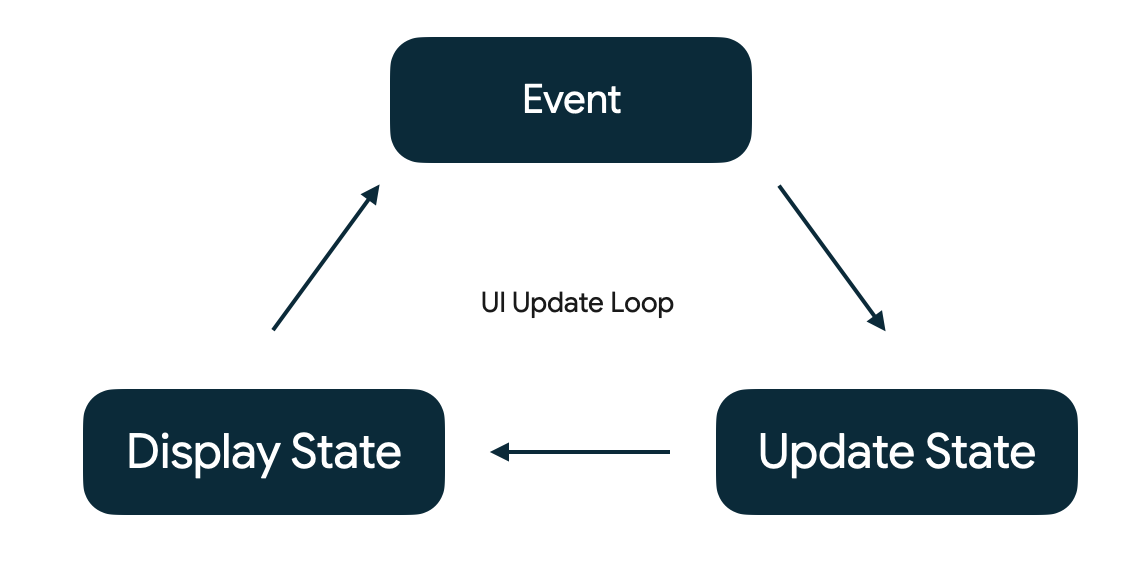 Event
UI Update Loop
Display State
Update State